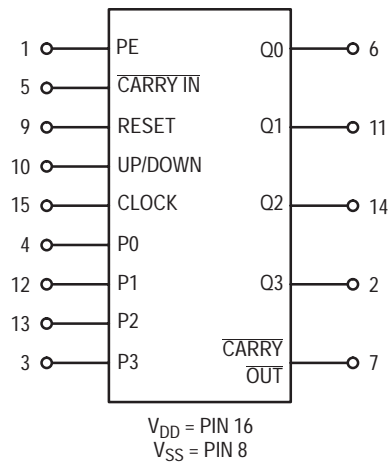 1 PE Q0 6
5 CARRY IN
9 RESET Q1 11
10 UP/DOWN
15 CLOCK Q2 14
4 P0
12 P1 Q3 2
13 P2
3 P3 CARRY OUT 7
VDD = PIN 16
VSS = PIN 8